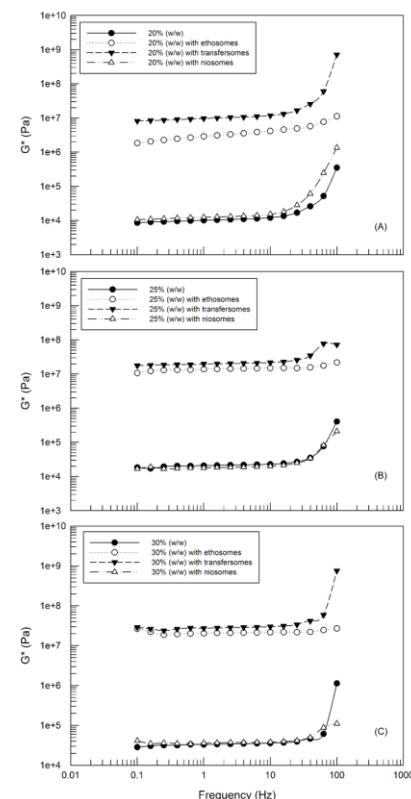 1e+10
1e+9
1e+8
1e+7
1e+6
1e+5
1e+4
1e+3
G* (Pa)
20% (w/w)
20% (w/w) with ethosomes
20% (w/w) with transfersomes
20% (w/w) with niosomes
(A)
1e+10
1e+9
1e+8
1e+7
1e+6
1e+5
1e+4
1e+3
G* (Pa)
25% (w/w)
25% (w/w) with ethosomes
25% (w/w) with transfersomes
25% (w/w) with niosomes
(B)
1e+10
1e+9
1e+8
1e+7
1e+6
1e+5
1e+4
G* (Pa)
30% (w/w)
30% (w/w) with ethosomes
30% (w/w) with transfersomes
30% (w/w) with niosomes
(C)
0.01 0.1 1 10 100 1000
Frequency (Hz)